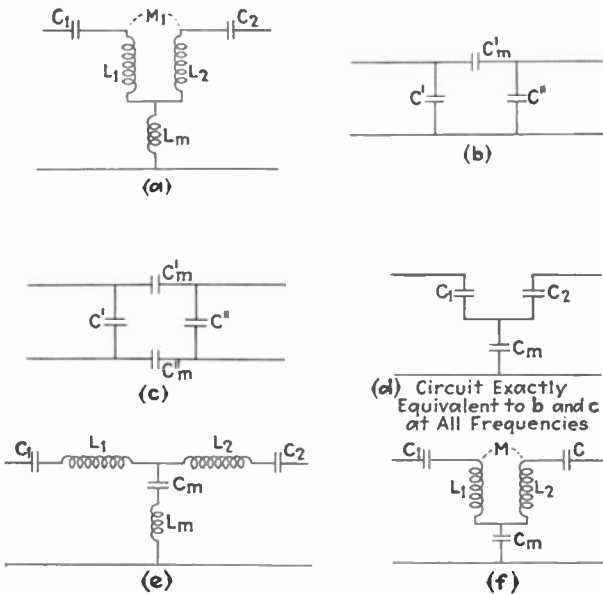 C1 M1 C2
L1 L2
Lm
(a)
C'm
C' C"
(b)
C'm
C' C"
C"m
(c)
C1 C2
Cm
(d) Circuit Exactly
Equivalent to b and c
at All Frequencies
C1 L1 L2 C2
Cm
Lm
(e)
C1 M C
L1 L2
Cm
(f)